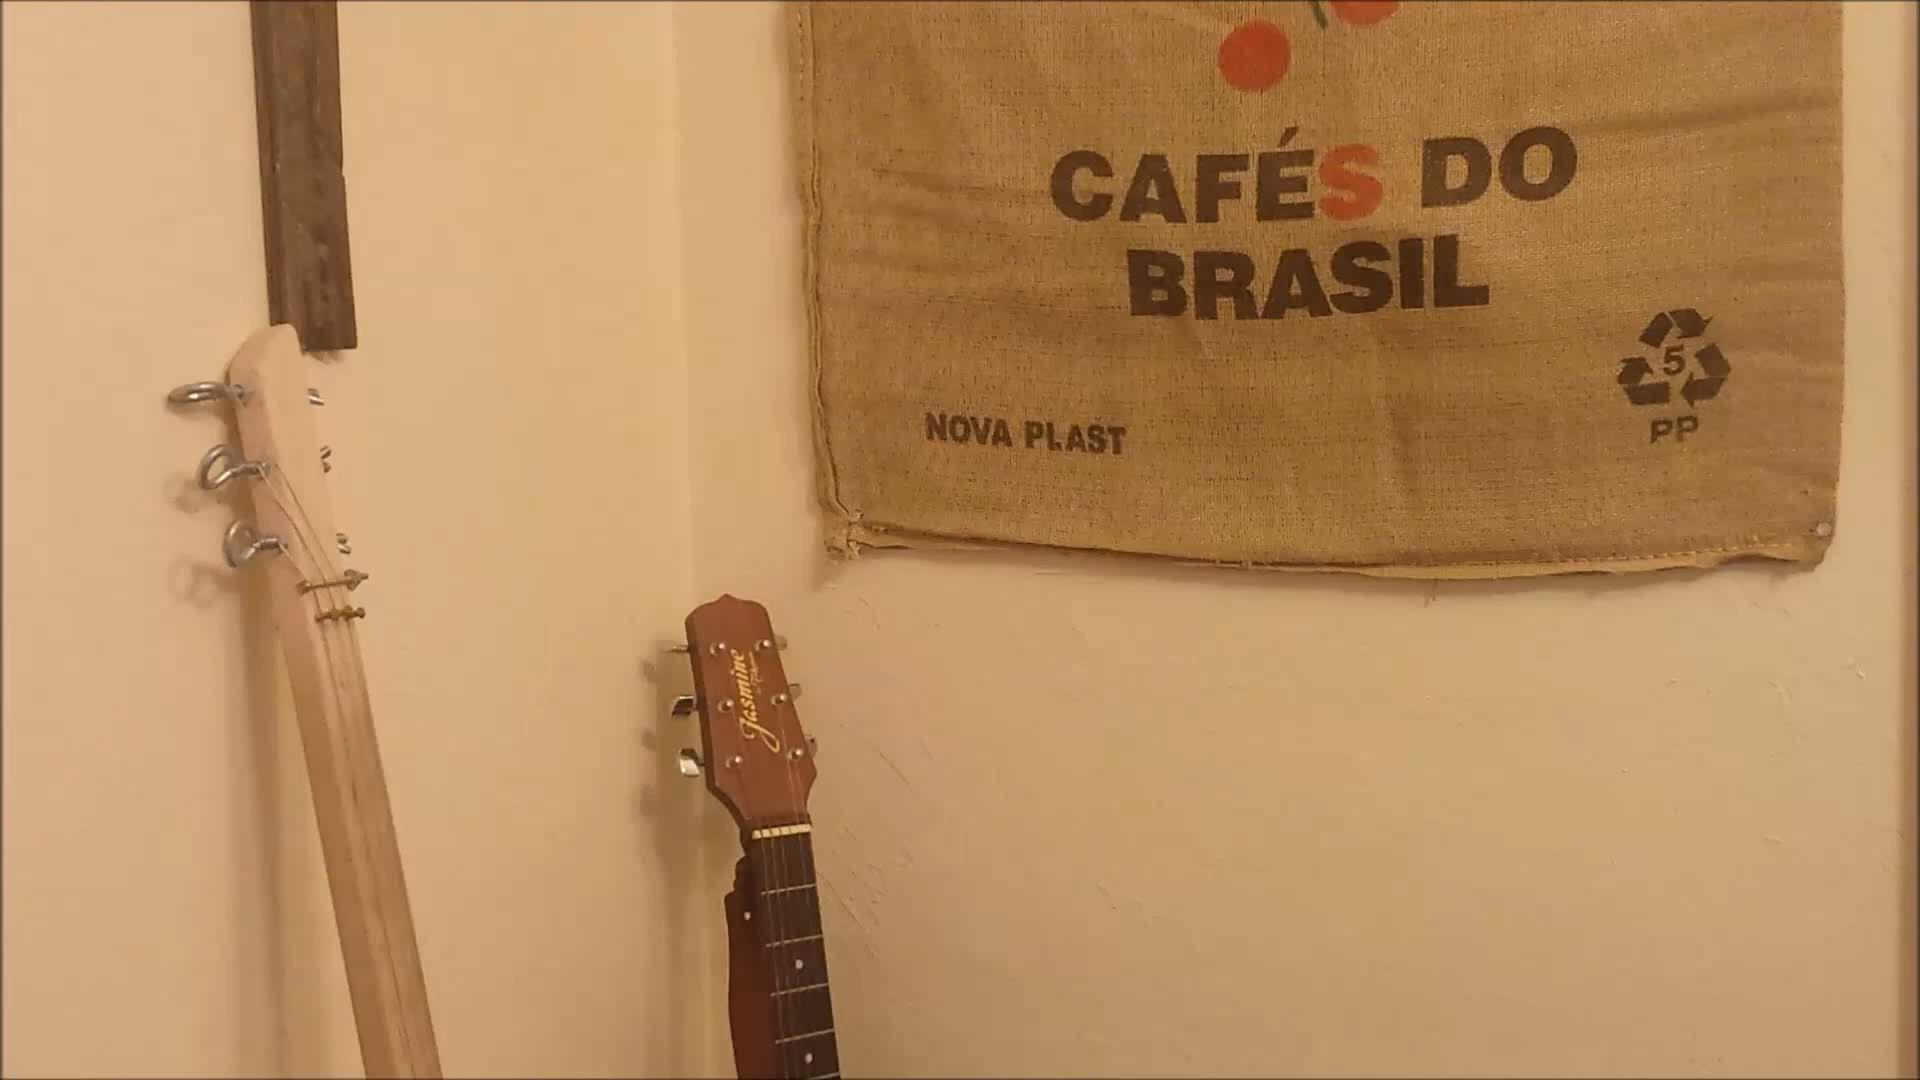 CAFÉS DO
BRASIL
5
PP
NOVA PLAST
Jasmine